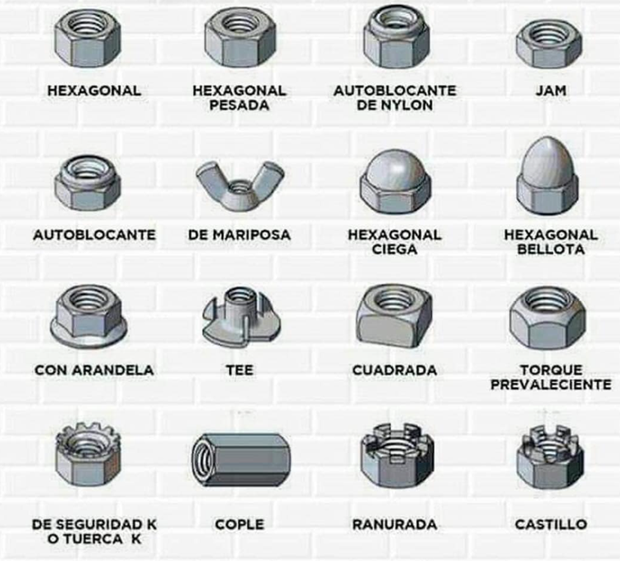 HEXAGONAL
HEXAGONAL
PESADA
AUTOBLOCANTE
DE NYLON
JAM
AUTOBLOCANTE
DE MARIPOSA
HEXAGONAL
CIEGA
HEXAGONAL
BELLOTA
CON ARANDELA
TEE
CUADRADA
TORQUE
PREVALECIENTE
DE SEGURIDAD K
O TUERCA K
COPLE
RANURADA
CASTILLO